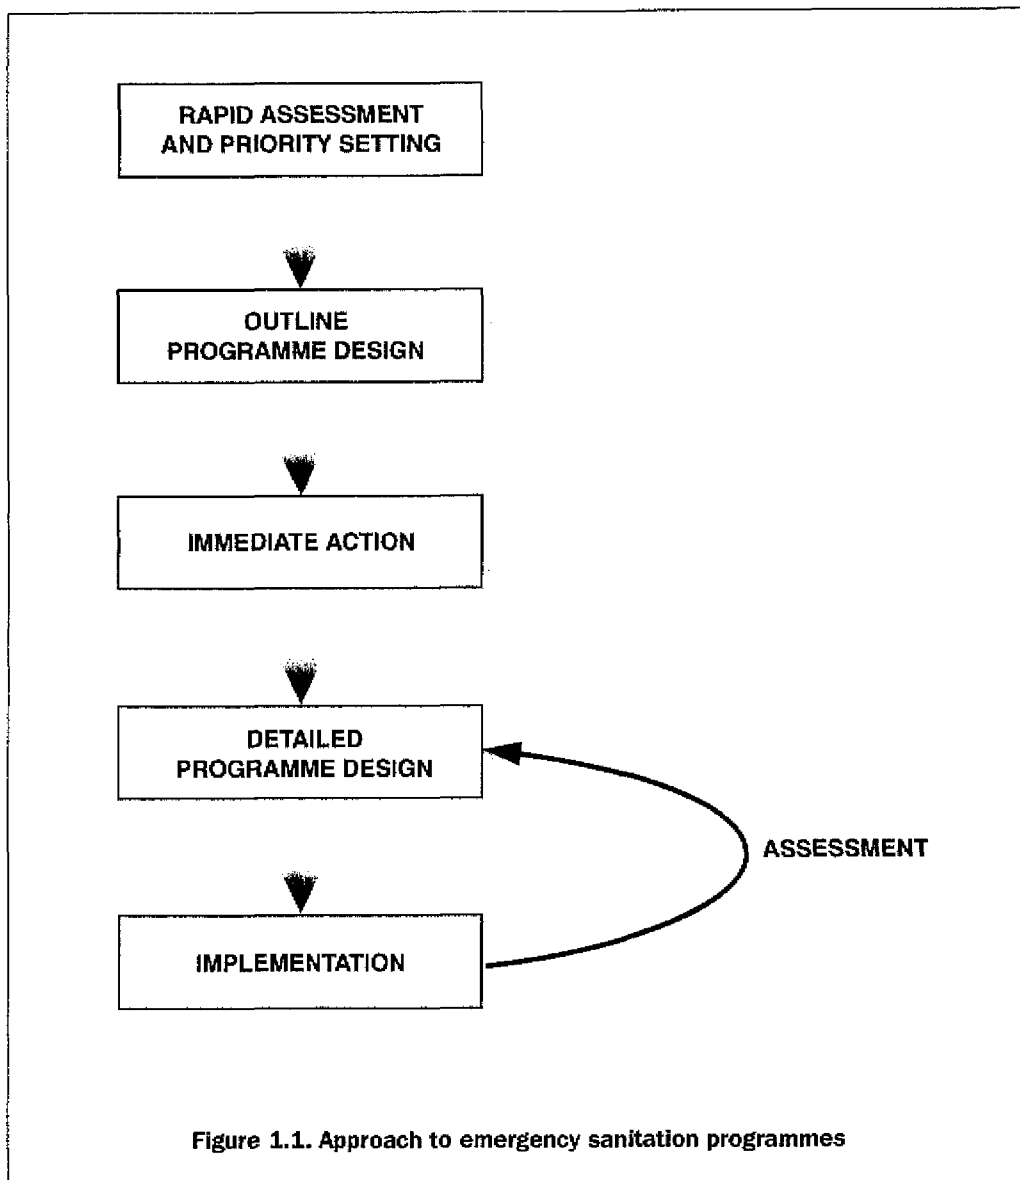 RAPID ASSESSMENT
AND PRIORITY SETTING
OUTLINE
PROGRAMME DESIGN
IMMEDIATE ACTION
DETAILED
PROGRAMME DESIGN
ASSESSMENT
IMPLEMENTATION
Figure 1.1. Approach to emergency sanitation programmes